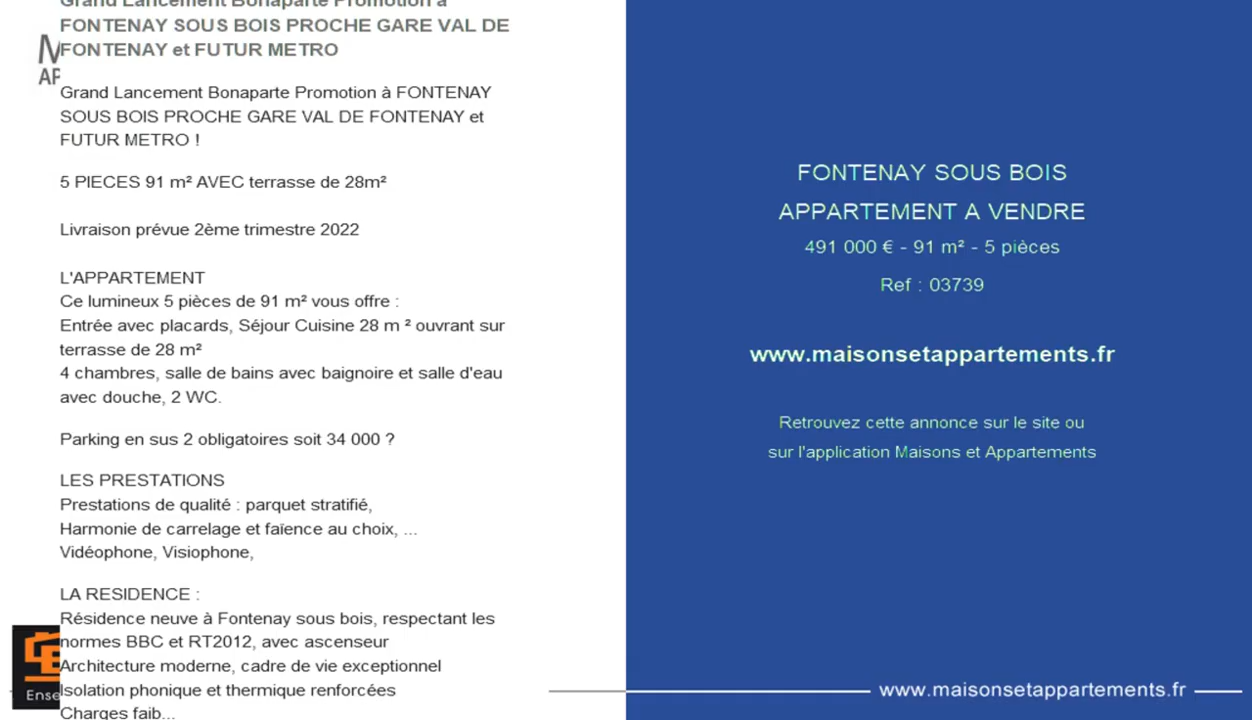 Grand Lancement Bonaparte Promotion à
FONTENAY SOUS BOIS PROCHE GARE VAL DE
FONTENAY et FUTUR METRO
AP
Grand Lancement Bonaparte Promotion à FONTENAY
SOUS BOIS PROCHE GARE VAL DE FONTENAY et
FUTUR METRO !
5 PIECES 91 m² AVEC terrasse de 28m²
Livraison prévue 2ème trimestre 2022
L'APPARTEMENT
Ce lumineux 5 pièces de 91 m² vous offre :
Entrée avec placards, Séjour Cuisine 28 m ² ouvrant sur
terrasse de 28 m²
4 chambres, salle de bains avec baignoire et salle d'eau
avec douche, 2 WC.
Parking en sus 2 obligatoires soit 34 000 ?
LES PRESTATIONS
Prestations de qualité : parquet stratifié,
Harmonie de carrelage et faïence au choix, ...
Vidéophone, Visiophone,
LA RESIDENCE :
Résidence neuve à Fontenay sous bois, respectant les
normes BBC et RT2012, avec ascenseur
Architecture moderne, cadre de vie exceptionnel
Isolation phonique et thermique renforcées
Charges faib...
Ense
FONTENAY SOUS BOIS
APPARTEMENT A VENDRE
491 000 € - 91 m² - 5 pièces
Ref : 03739
www.maisonsetappartements.fr
Retrouvez cette annonce sur le site ou
sur l'application Maisons et Appartements
www.maisonsetappartements.fr